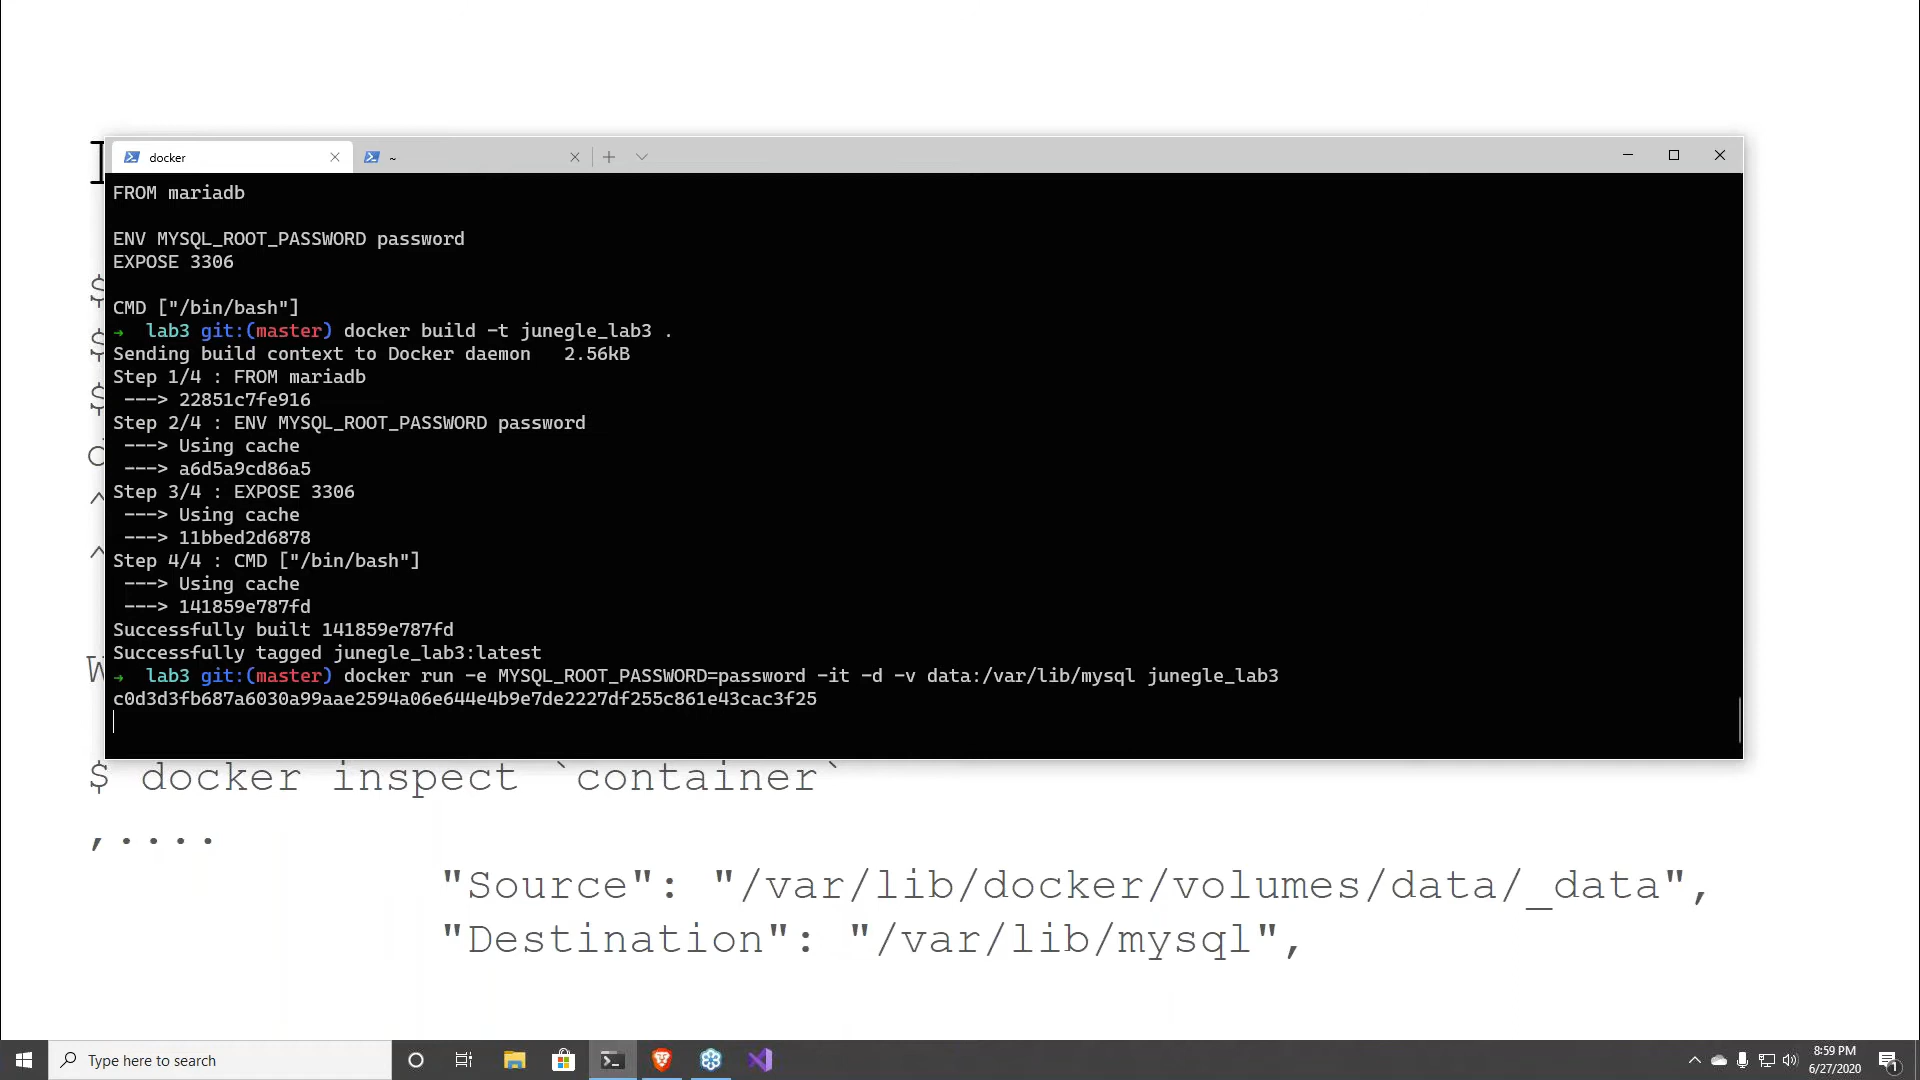 docker
~
FROM mariadb
ENV MYSQL_ROOT_PASSWORD password
EXPOSE 3306
CMD ["/bin/bash"]
→ lab3 git:(master) docker build -t junegle_lab3 .
Sending build context to Docker daemon 2.56kB
Step 1/4 : FROM mariadb
---> 22851c7fe916
Step 2/4 : ENV MYSQL_ROOT_PASSWORD password
---> Using cache
---> a6d5a9cd86a5
Step 3/4 : EXPOSE 3306
---> Using cache
---> 11bbed2d6878
Step 4/4 : CMD ["/bin/bash"]
---> Using cache
---> 141859e787fd
Successfully built 141859e787fd
Successfully tagged junegle_lab3:latest
→ lab3 git:(master) docker run -e MYSQL_ROOT_PASSWORD=password -it -d -v data:/var/lib/mysql junegle_lab3
c0d3d3fb687a6030a99aae2594a06e644e4b9e7de2227df255c861e43cac3f25
$
$
$
^
^
W
$ docker inspect `container`
,....
"Source": "/var/lib/docker/volumes/data/_data",
"Destination": "/var/lib/mysql",
Type here to search
8:59 PM
6/27/2020
1